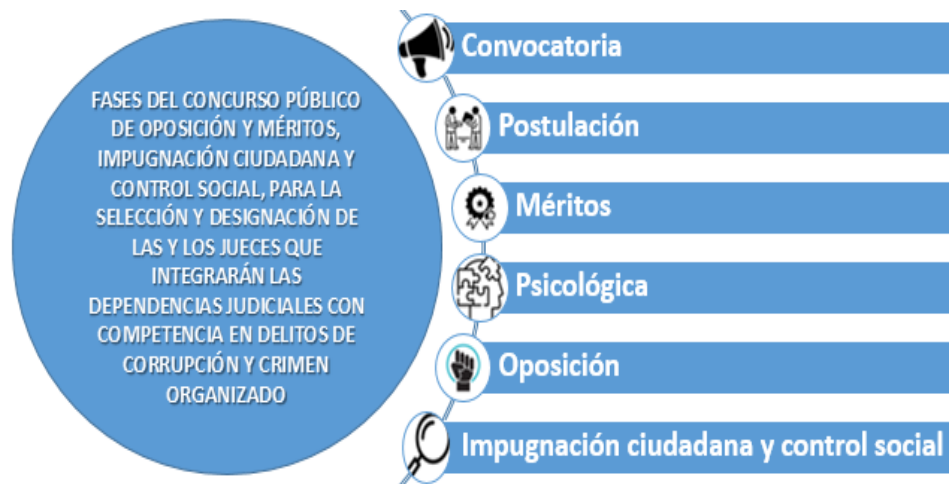 FASES DEL CONCURSO PÚBLICO
DE OPOSICIÓN Y MÉRITOS,
IMPUGNACIÓN CIUDADANA Y
CONTROL SOCIAL, PARA LA
SELECCIÓN Y DESIGNACIÓN DE
LAS Y LOS JUECES QUE
INTEGRARÁN LAS
DEPENDENCIAS JUDICIALES CON
COMPETENCIA EN DELITOS DE
CORRUPCIÓN Y CRIMEN
ORGANIZADO
Convocatoria
Postulación
Méritos
Psicológica
Oposición
Impugnación ciudadana y control social